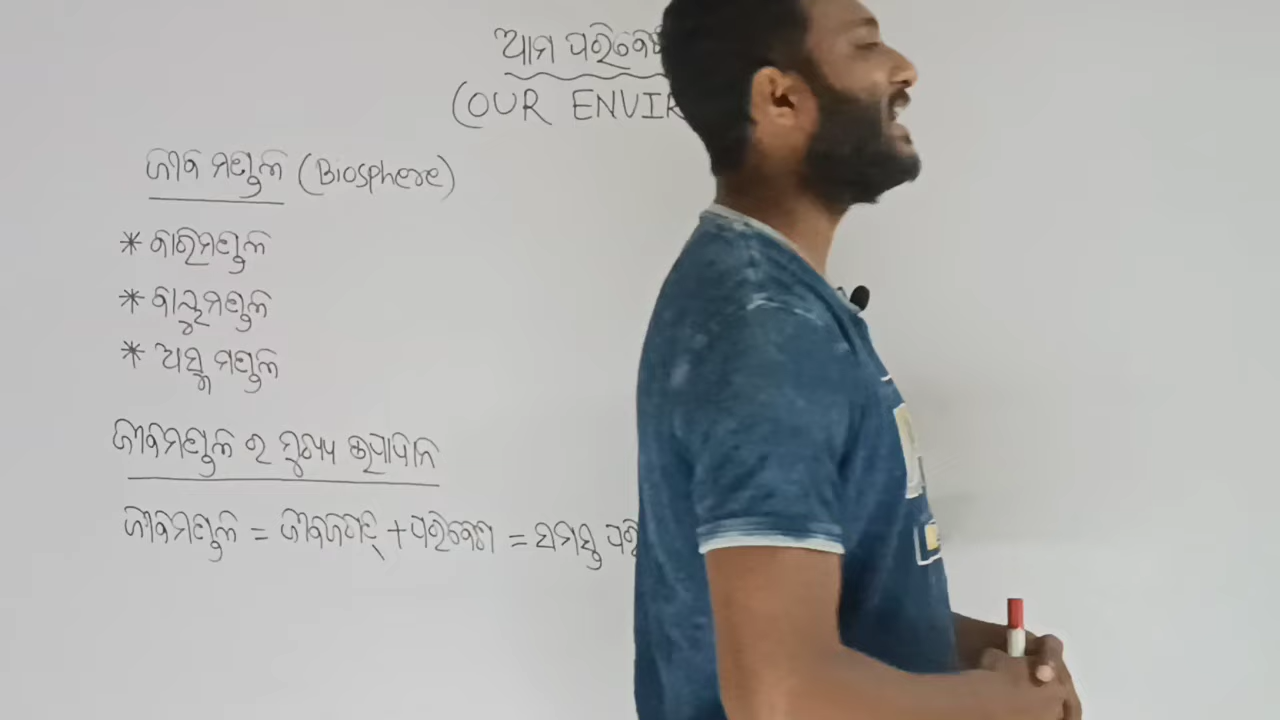 ଆମ ପରିବେଶ
(OUR ENVIR
ଜୀବ ମଣ୍ଡଳ (Biosphere)
* ବାରିମଣ୍ଡଳ
* ବାୟୁମଣ୍ଡଳ
* ଅଶ୍ମ ମଣ୍ଡଳ
ଜୀବମଣ୍ଡଳ ର ମୁଖ୍ୟ ଉପାଦାନ
ଜୀବମଣ୍ଡଳ = ଜୀବଜଗତ୍ + ପରିବେଶ = ସମସ୍ତ